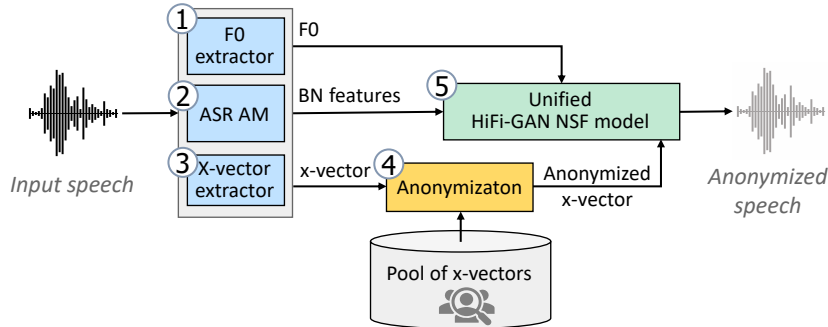 1
F0
extractor
F0
2
ASR AM
BN features
5
Unified
HiFi-GAN NSF model
Input speech
3
X-vector
extractor
x-vector
4
Anonymizaton
Anonymized
x-vector
Anonymized
speech
Pool of x-vectors